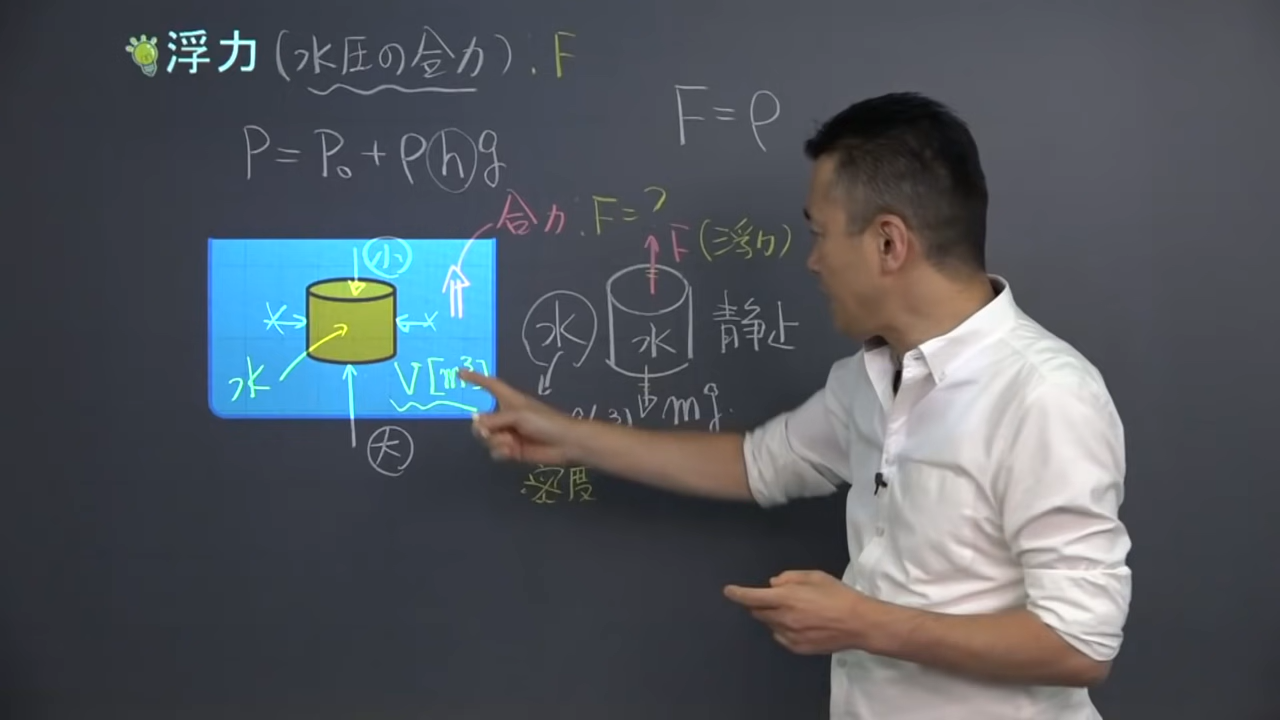 浮力(水圧の合力):F
F=ρ
P=P₀+ρhg
合力:F=?
F(浮力)
小
水
水
静止
水
V[m³]
mg
大
密度